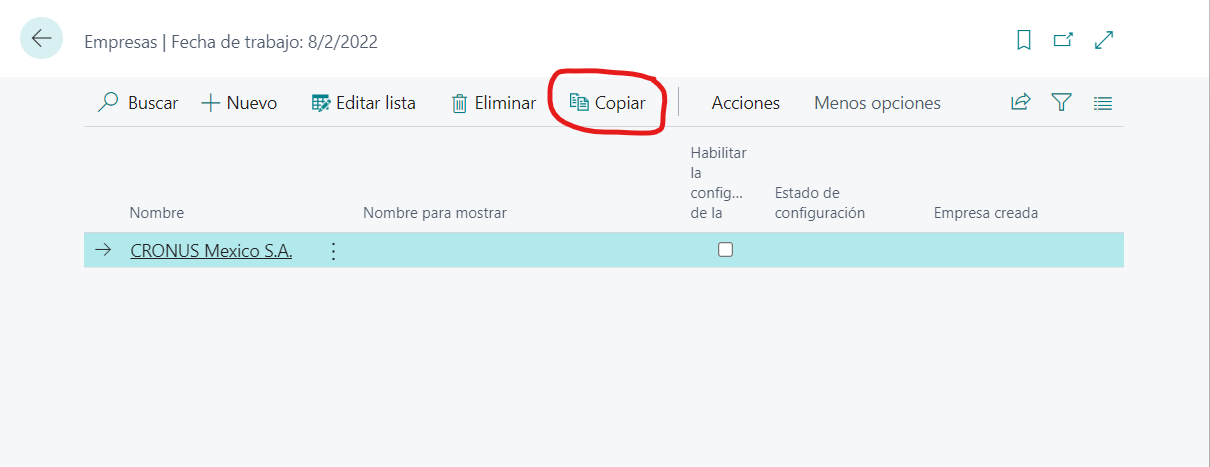 Empresas | Fecha de trabajo: 8/2/2022
Buscar Nuevo Editar lista Eliminar Copiar Acciones Menos opciones
Habilitar
la
config...
de la
Estado de
configuración
Nombre Nombre para mostrar Empresa creada
CRONUS Mexico S.A.